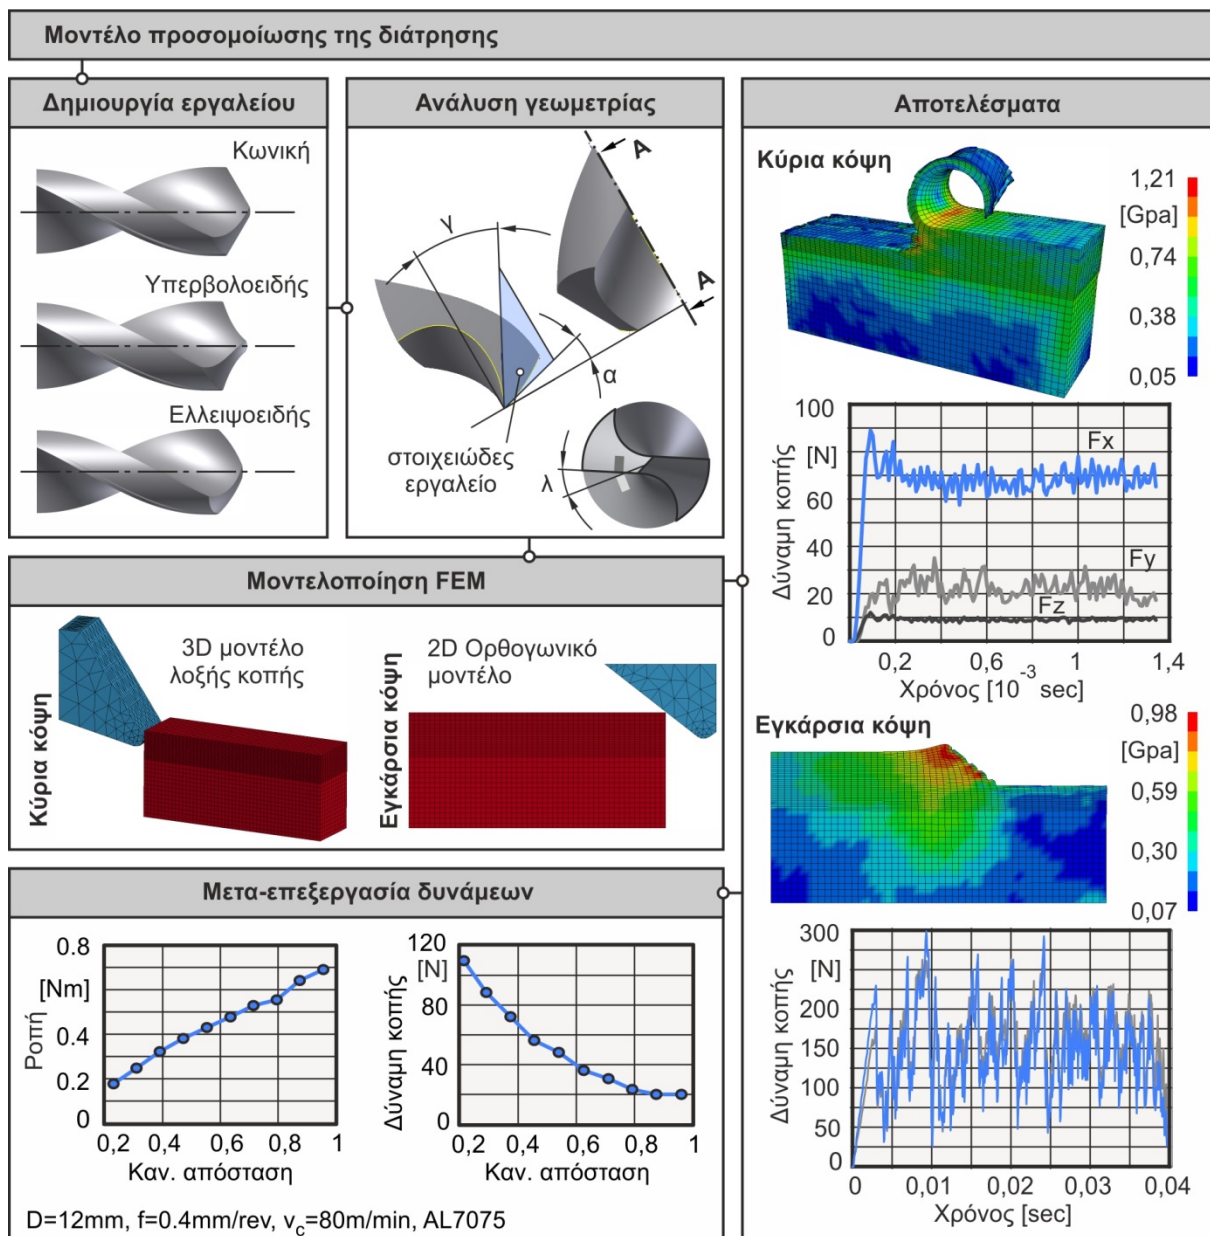 Μοντέλο προσομοίωσης της διάτρησης
Δημιουργία εργαλείου
Κωνική
Υπερβολοειδής
Ελλειψοειδής
Ανάλυση γεωμετρίας
A
A
γ
α
στοιχειώδες
εργαλείο
λ
Μοντελοποίηση FEM
Κύρια κόψη
3D μοντέλο
λοξής κοπής
Εγκάρσια κόψη
2D Ορθογωνικό
μοντέλο
Μετα-επεξεργασία δυνάμεων
Ροπή
[Nm]
0.8
0.4
0.2
0
0,2 0,4 0,6 0,8 1
Καν. απόσταση
Δύναμη κοπής
120
[N]
80
40
0
0,2 0,4 0,6 0,8 1
Καν. απόσταση
D=12mm, f=0.4mm/rev, vc=80m/min, AL7075
Αποτελέσματα
Κύρια κόψη
1,21
[Gpa]
0,74
0,38
0,05
Δύναμη κοπής
100
[N]
80
60
40
20
0
Fx
Fy
Fz
0,2 0,6 1 1,4
Χρόνος [10-3 sec]
Εγκάρσια κόψη
0,98
[Gpa]
0,59
0,30
0,07
Δύναμη κοπής
300
[N]
200
150
100
50
0
0 0,01 0,02 0,03 0,04
Χρόνος [sec]